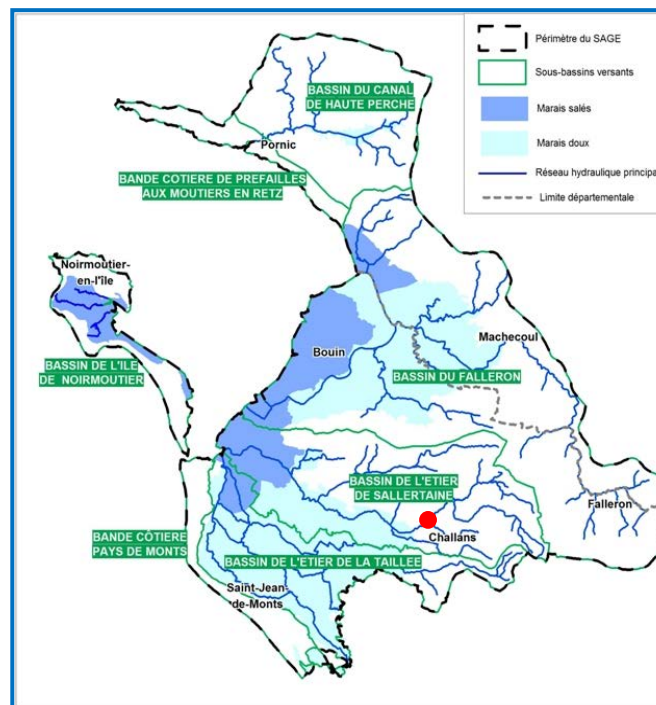 Périmètre du SAGE
Sous-bassins versants
Marais salés
Marais doux
Réseau hydraulique principa
Limite départementale
BASSIN DU CANAL
DE HAUTE PERCHE
Pornic
BANDE COTIERE DE PREFAILLES
AUX MOUTIERS EN RETZ
Noirmoutier-
en-l'île
BASSIN DE L'ILE
DE NOIRMOUTIER
Bouin
Machecoul
BASSIN DU FALLERON
BASSIN DE L'ETIER
DE SALLERTAINE
Falleron
Challans
BANDE CÔTIERE
PAYS DE MONTS
BASSIN DE L'ETIER DE LA TAILLEE
Saint-Jean-
de-Monts